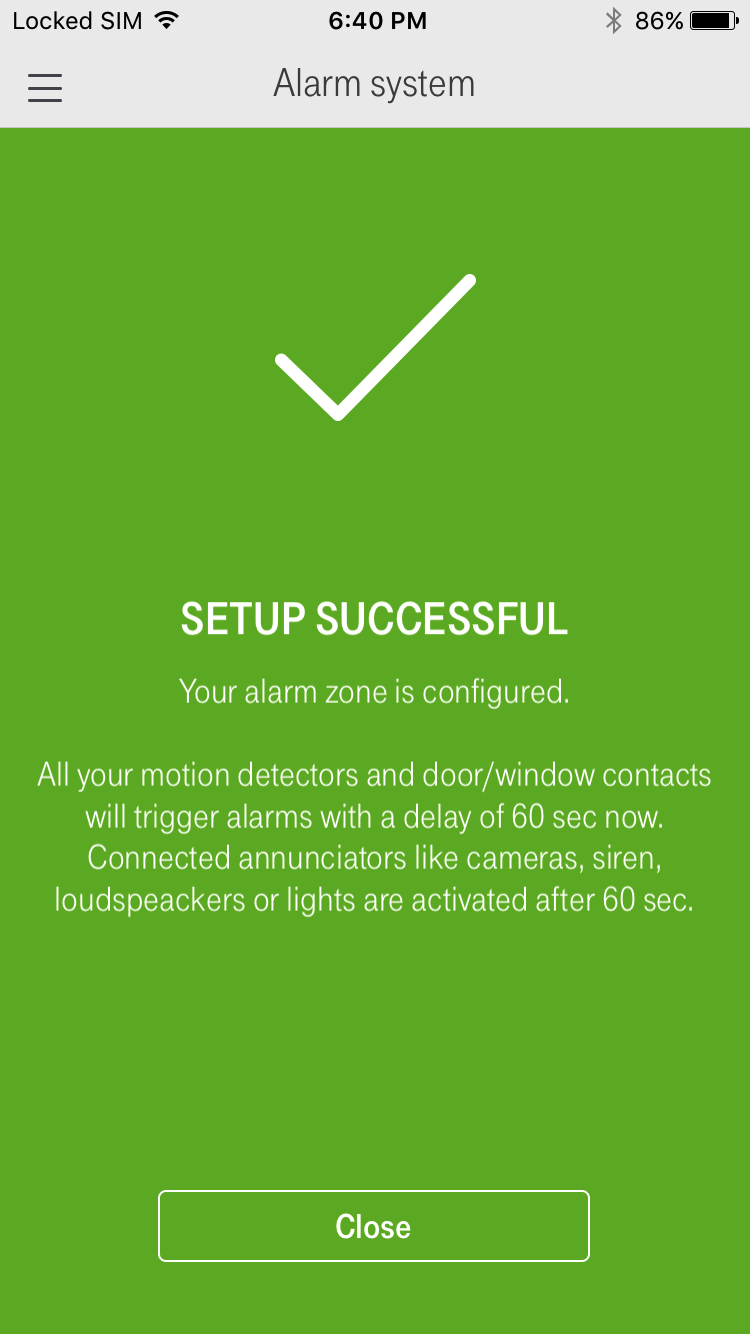 Locked SIM 6:40 PM 86%
Alarm system
SETUP SUCCESSFUL
Your alarm zone is configured.
All your motion detectors and door/window contacts
will trigger alarms with a delay of 60 sec now.
Connected annunciators like cameras, siren,
loudspeackers or lights are activated after 60 sec.
Close